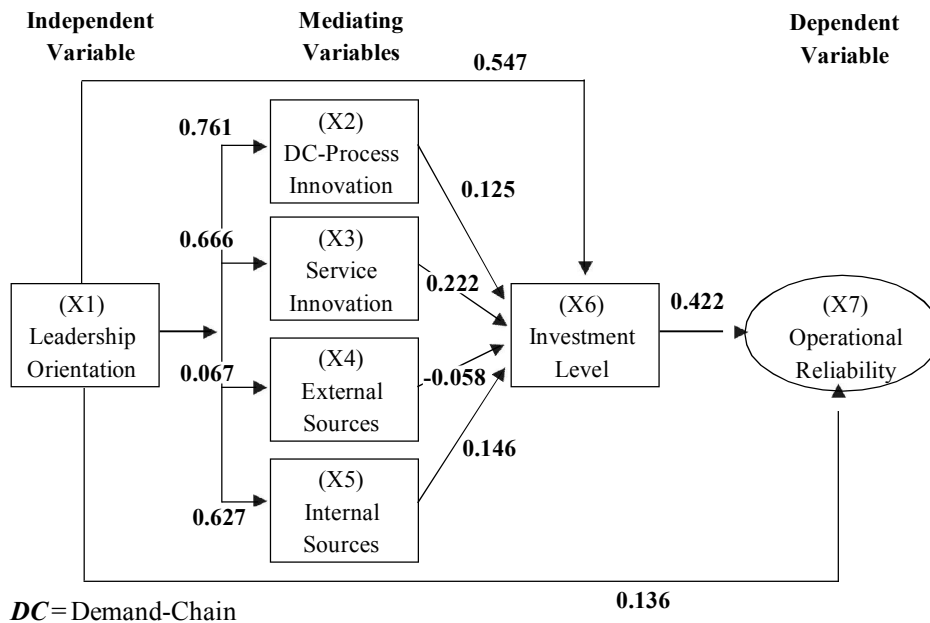 Independent
Variable
Mediating
Variables
Dependent
Variable
0.547
0.761
(X2)
DC-Process
Innovation
0.125
0.666
(X3)
Service
Innovation
0.222
(X1)
Leadership
Orientation
(X6)
Investment
Level
0.422
(X7)
Operational
Reliability
0.067
(X4)
External
Sources
-0.058
0.146
(X5)
Internal
Sources
0.627
0.136
DC = Demand-Chain